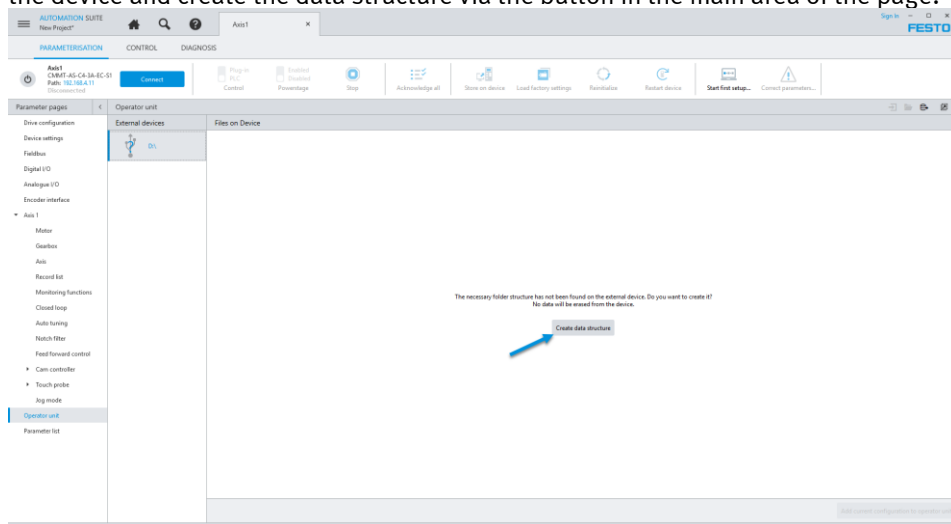 the device and create the data structure via the button in the main area of the page.
AUTOMATION SUITE
New Project*
Axis1
Sign in
FESTO
PARAMETERISATION
CONTROL
DIAGNOSIS
Axis1
CMMT-AS-C4-3A-EC-S1
Path: 192.168.4.11
Disconnected
Connect
Plug-in
PLC
Control
Enabled
Disabled
Powerstage
Stop
Acknowledge all
Store on device
Load factory settings
Reinitialize
Restart device
Start first setup...
Correct parameters...
Parameter pages
Operator unit
Drive configuration
Device settings
Fieldbus
Digital I/O
Analogue I/O
Encoder interface
Axis 1
Motor
Gearbox
Axis
Record list
Monitoring functions
Closed loop
Auto tuning
Notch filter
Feed forward control
Cam controller
Touch probe
Jog mode
Operator unit
Parameter list
External devices
D:\
Files on Device
The necessary folder structure has not been found on the external device. Do you want to create it?
No data will be erased from the device.
Create data structure
Add current configuration to operator un